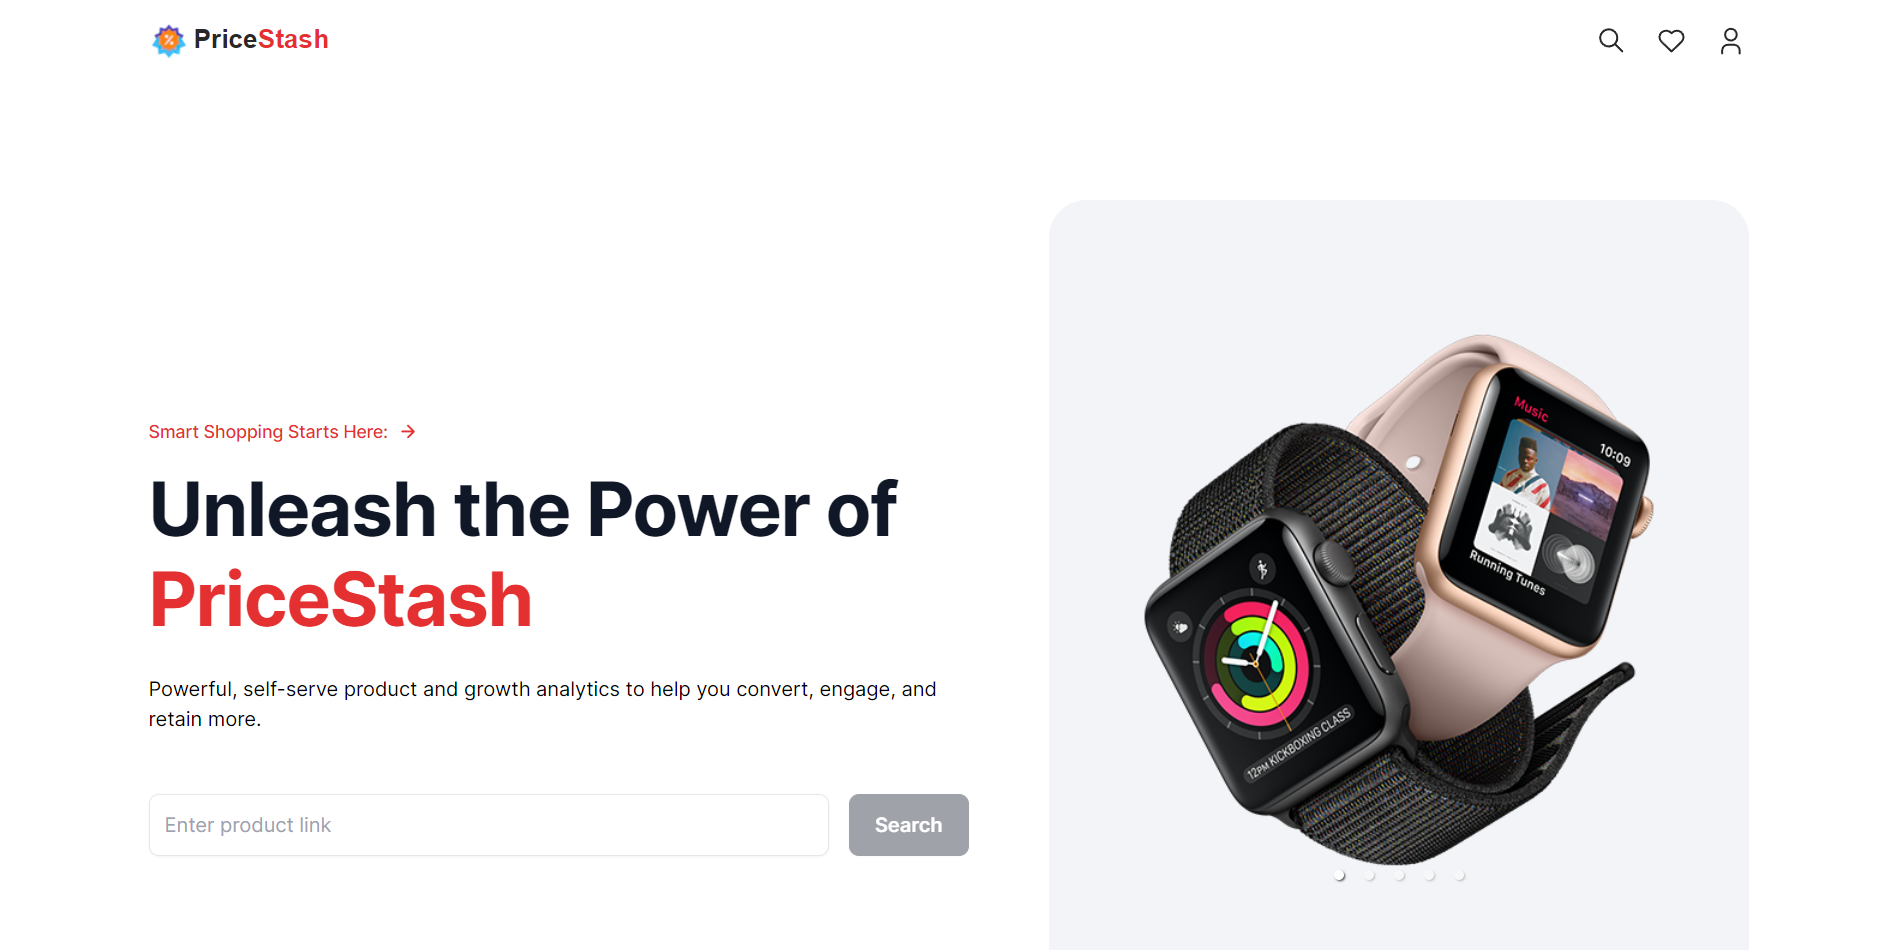 PriceStash
Smart Shopping Starts Here:
Unleash the Power of
PriceStash
Powerful, self-serve product and growth analytics to help you convert, engage, and
retain more.
Enter product link
Search
Music
10:09
Running Tunes
12PM KICKBOXING CLASS